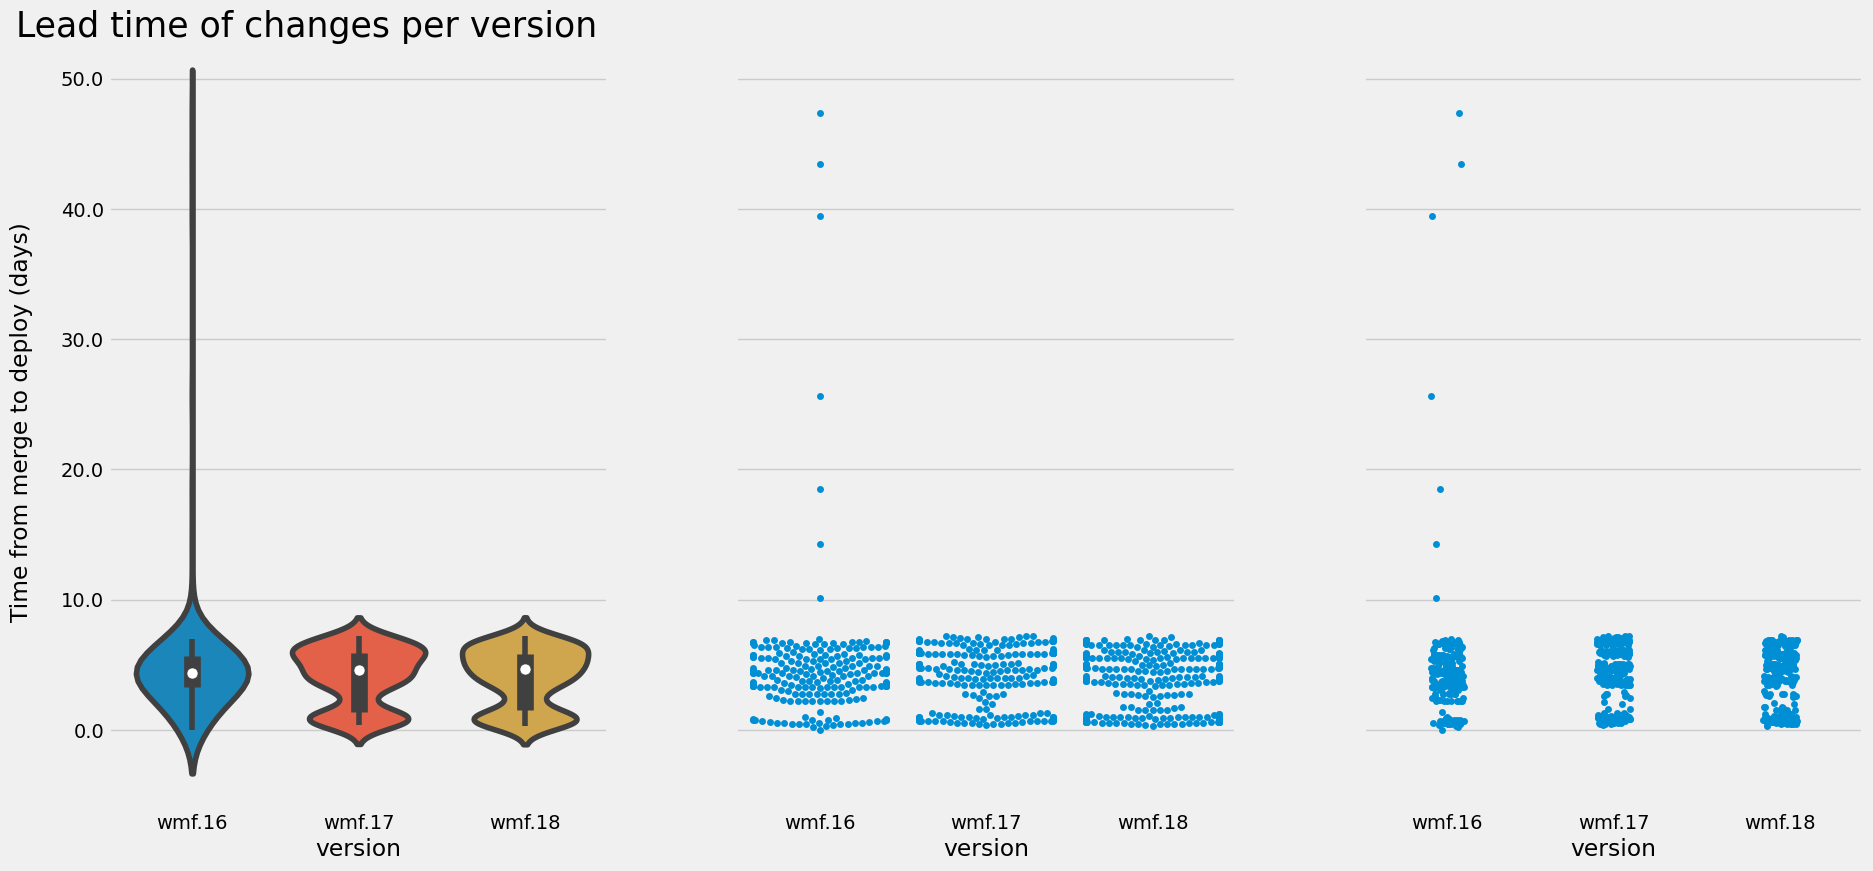 Lead time of changes per version
Time from merge to deploy (days)
50.0
40.0
30.0
20.0
10.0
0.0
wmf.16 wmf.17 wmf.18
version
wmf.16 wmf.17 wmf.18
version
wmf.16 wmf.17 wmf.18
version